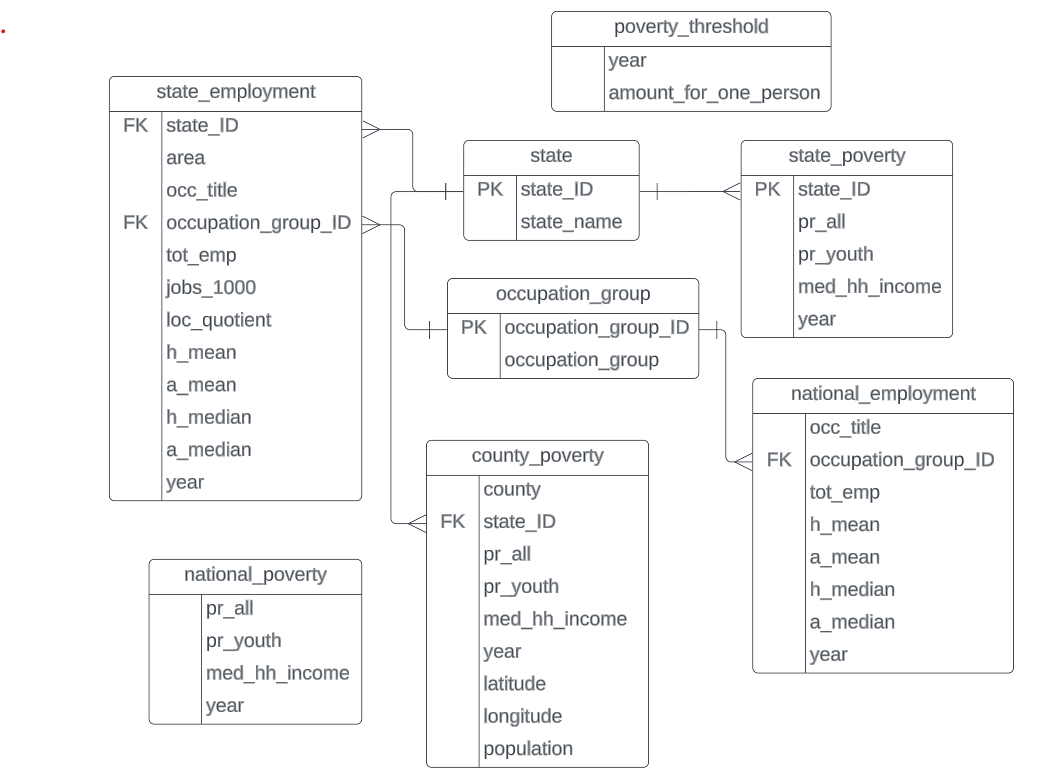 poverty_threshold
year
amount_for_one_person
state_employment
FK state_ID
area
occ_title
FK occupation_group_ID
tot_emp
jobs_1000
loc_quotient
h_mean
a_mean
h_median
a_median
year
state
PK state_ID
state_name
state_poverty
PK state_ID
pr_all
pr_youth
med_hh_income
year
occupation_group
PK occupation_group_ID
occupation_group
national_employment
occ_title
FK occupation_group_ID
tot_emp
h_mean
a_mean
h_median
a_median
year
county_poverty
county
FK state_ID
pr_all
pr_youth
med_hh_income
year
latitude
longitude
population
national_poverty
pr_all
pr_youth
med_hh_income
year